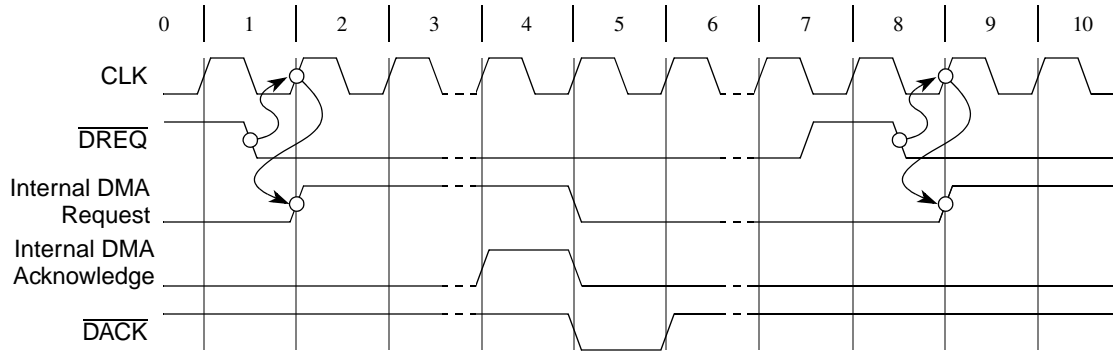 0 1 2 3 4 5 6 7 8 9 10
CLK
DREQ
Internal DMA
Request
Internal DMA
Acknowledge
DACK